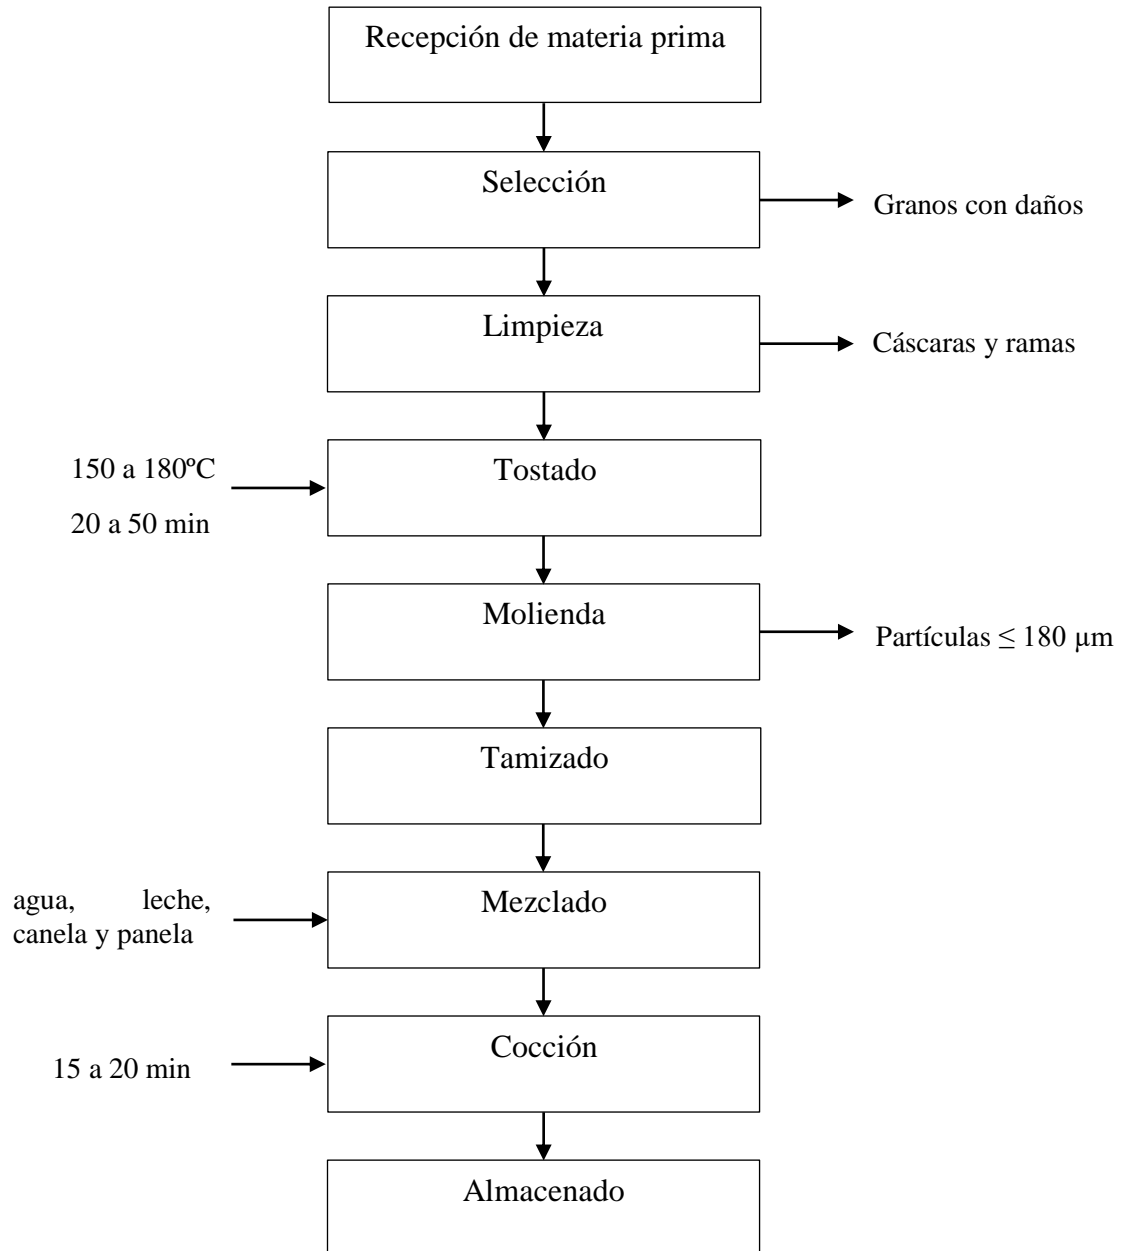 Recepción de materia prima
Selección
Granos con daños
Limpieza
Cáscaras y ramas
150 a 180ºC
20 a 50 min
Tostado
Molienda
Partículas ≤ 180 µm
Tamizado
agua, leche,
canela y panela
Mezclado
Cocción
15 a 20 min
Almacenado